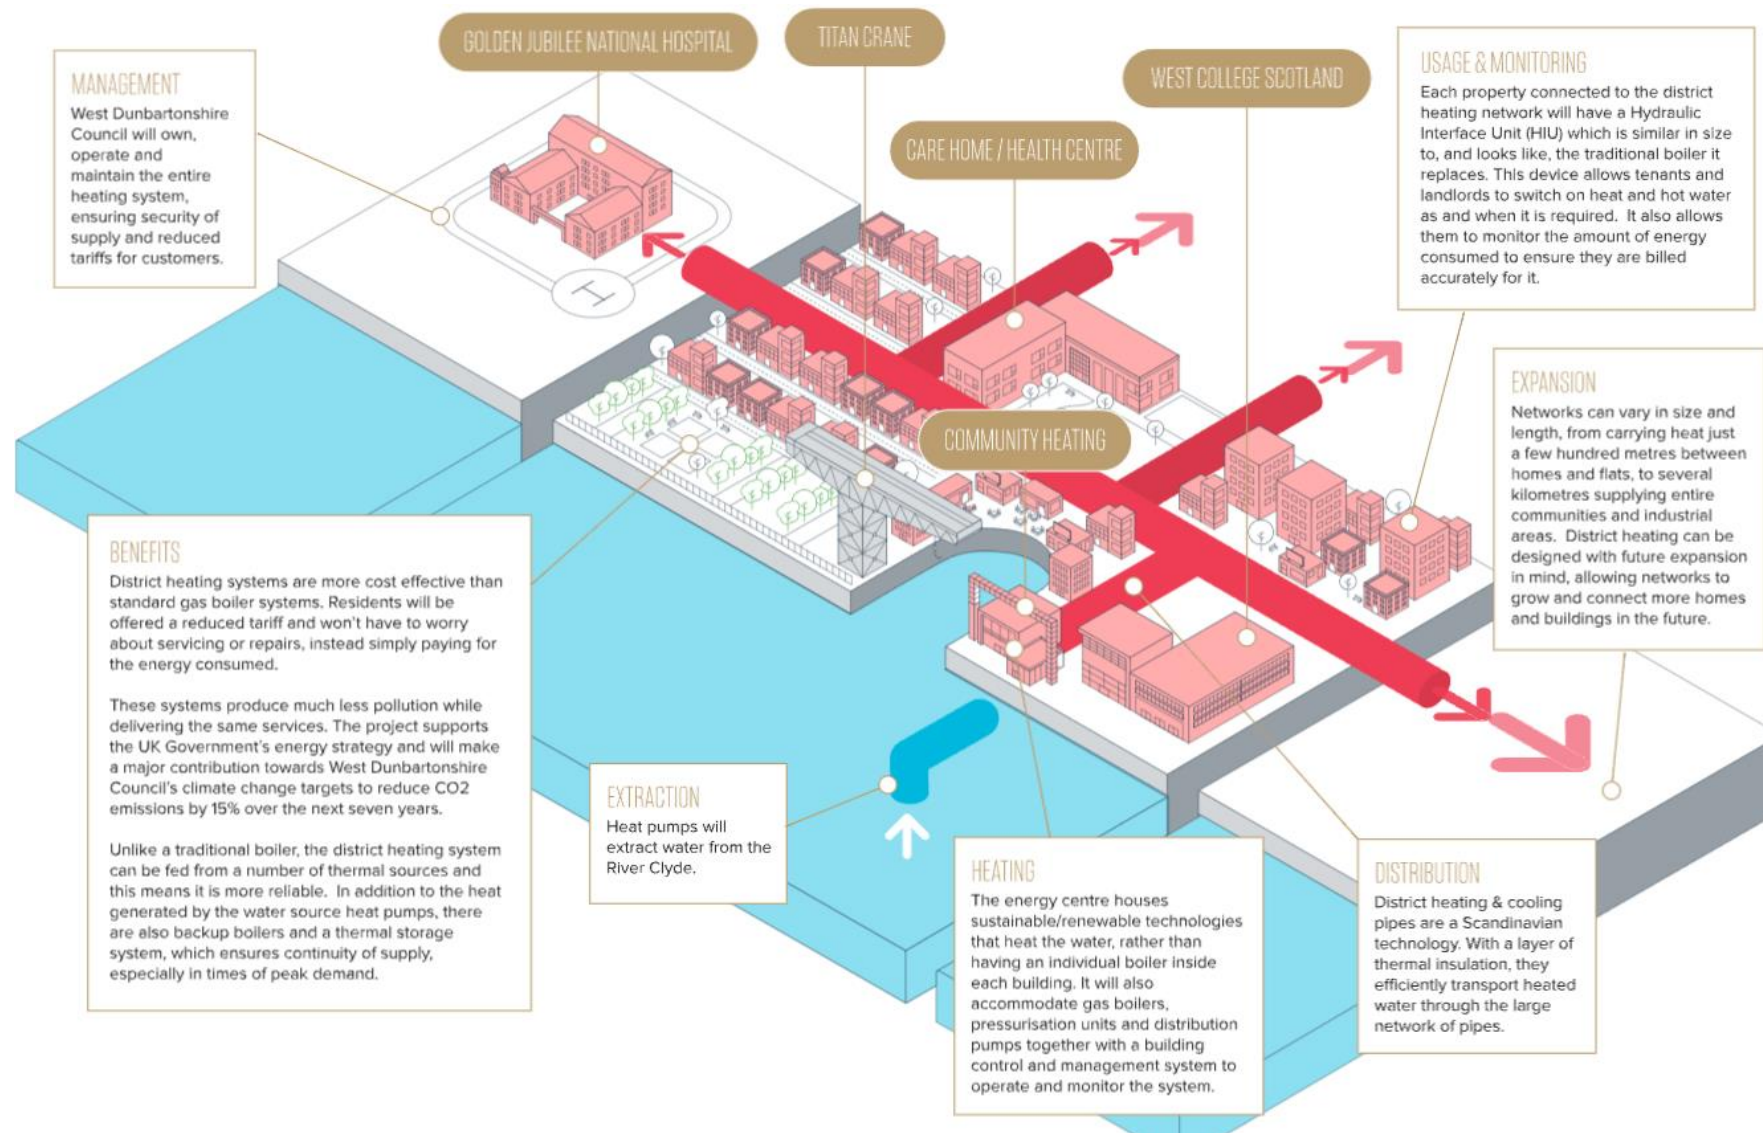 GOLDEN JUBILEE NATIONAL HOSPITAL
TITAN CRANE
WEST COLLEGE SCOTLAND
CARE HOME / HEALTH CENTRE
COMMUNITY HEATING
MANAGEMENT
West Dunbartonshire
Council will own,
operate and
maintain the entire
heating system,
ensuring security of
supply and reduced
tariffs for customers.
H
USAGE & MONITORING
Each property connected to the district
heating network will have a Hydraulic
Interface Unit (HIU) which is similar in size
to, and looks like, the traditional boiler it
replaces. This device allows tenants and
landlords to switch on heat and hot water
as and when it is required. It also allows
them to monitor the amount of energy
consumed to ensure they are billed
accurately for it.
EXPANSION
Networks can vary in size and
length, from carrying heat just
a few hundred metres between
homes and flats, to several
kilometres supplying entire
communities and industrial
areas. District heating can be
designed with future expansion
in mind, allowing networks to
grow and connect more homes
and buildings in the future.
BENEFITS
District heating systems are more cost effective than
standard gas boiler systems. Residents will be
offered a reduced tariff and won't have to worry
about servicing or repairs, instead simply paying for
the energy consumed.
These systems produce much less pollution while
delivering the same services. The project supports
the UK Government's energy strategy and will make
a major contribution towards West Dunbartonshire
Council's climate change targets to reduce CO2
emissions by 15% over the next seven years.
Unlike a traditional boiler, the district heating system
can be fed from a number of thermal sources and
this means it is more reliable. In addition to the heat
generated by the water source heat pumps, there
are also backup boilers and a thermal storage
system, which ensures continuity of supply,
especially in times of peak demand.
EXTRACTION
Heat pumps will
extract water from the
River Clyde.
HEATING
The energy centre houses
sustainable/renewable technologies
that heat the water, rather than
having an individual boiler inside
each building. It will also
accommodate gas boilers,
pressurisation units and distribution
pumps together with a building
control and management system to
operate and monitor the system.
DISTRIBUTION
District heating & cooling
pipes are a Scandinavian
technology. With a layer of
thermal insulation, they
efficiently transport heated
water through the large
network of pipes.